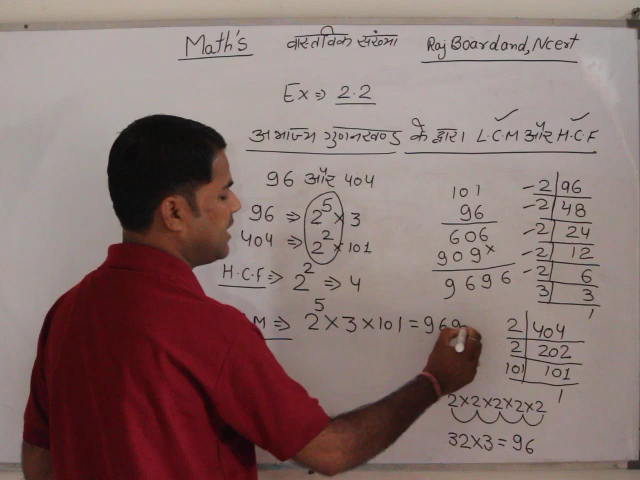 Math's वास्तविक संख्या Raj Board and, Ncert
Ex ⇒ 2.2
अभाज्य गुणनखण्ड के द्वारा L.C.M और H.C.F
96 और 404
96 ⇒ 2⁵ × 3
404 ⇒ 2² × 101
H.C.F ⇒ 2² ⇒ 4
M ⇒ 2⁵ × 3 × 101 = 969
101
96
606
909×
9696
2 | 96
2 | 48
2 | 24
2 | 12
2 | 6
3 | 3
1
2 | 404
2 | 202
101 | 101
1
2×2×2×2×2
32×3=96